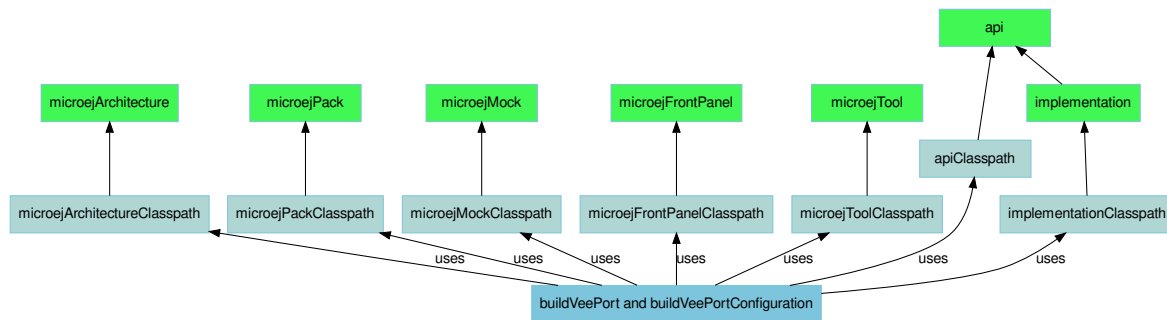 api
microejArchitecture
microejPack
microejMock
microejFrontPanel
microejTool
implementation
apiClasspath
microejArchitectureClasspath
microejPackClasspath
microejMockClasspath
microejFrontPanelClasspath
microejToolClasspath
implementationClasspath
uses
uses
uses
uses
uses
uses
uses
buildVeePort and buildVeePortConfiguration